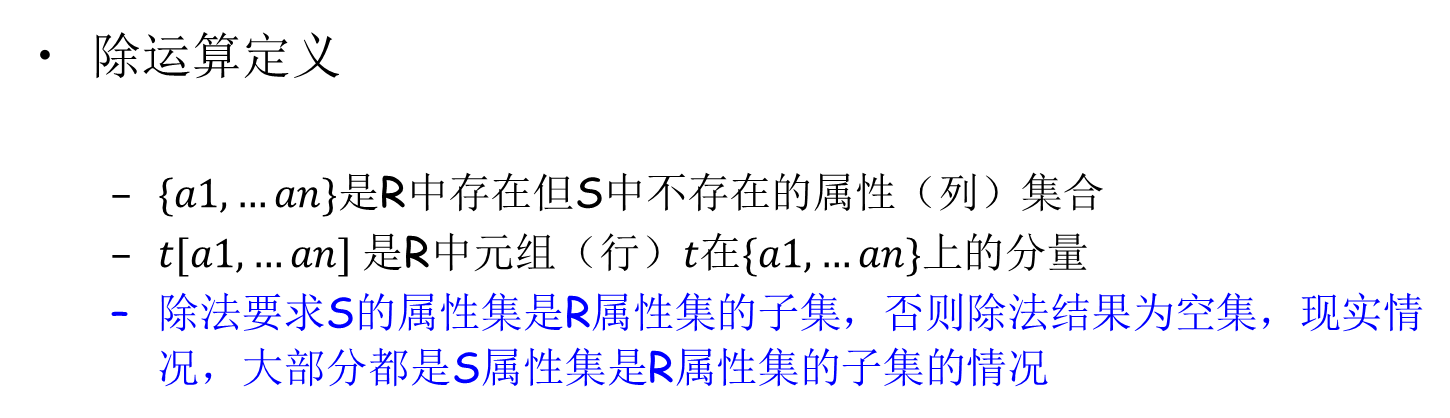 • 除运算定义
– {a1, … an}是R中存在但S中不存在的属性（列）集合
– t[a1, … an] 是R中元组（行）t在{a1, … an}上的分量
– 除法要求S的属性集是R属性集的子集，否则除法结果为空集，现实情
况，大部分都是S属性集是R属性集的子集的情况